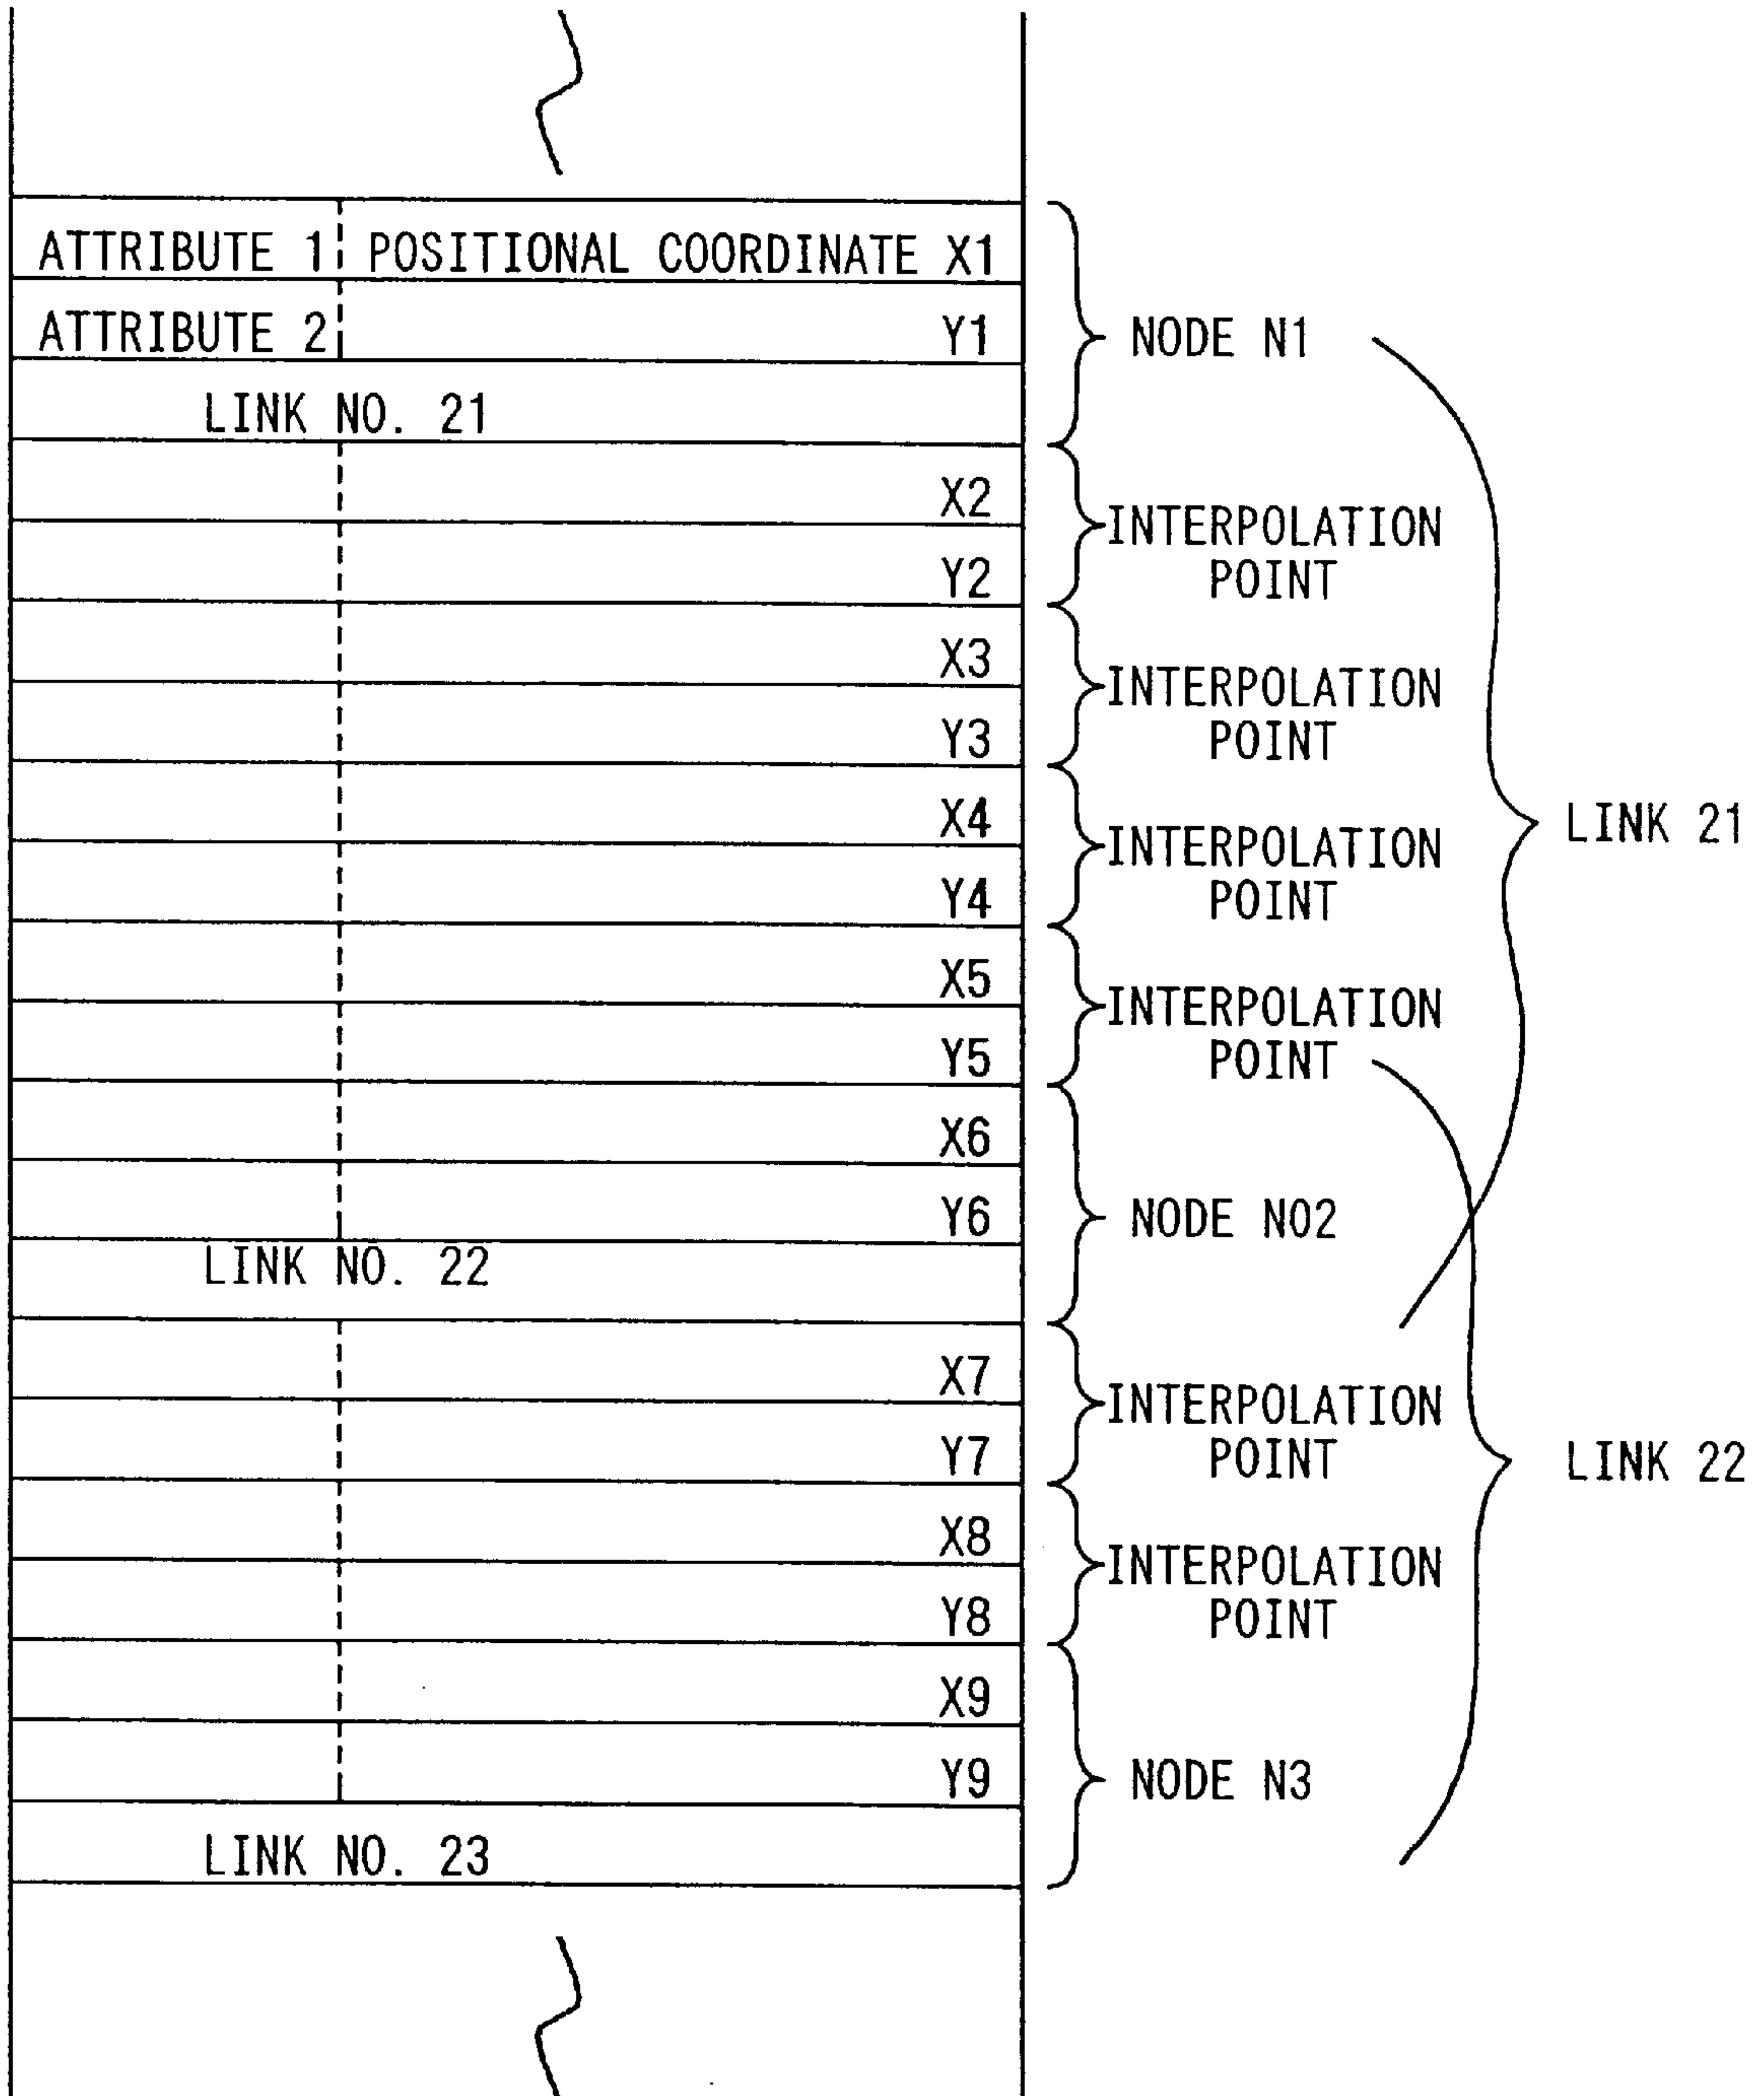 ATTRIBUTE 1 POSITIONAL COORDINATE X1
ATTRIBUTE 2 Y1
NODE N1
LINK NO. 21
X2
INTERPOLATION
Y2
POINT
X3
INTERPOLATION
Y3
POINT
X4
LINK 21
INTERPOLATION
Y4
POINT
X5
INTERPOLATION
Y5
POINT
X6
Y6
NODE NO2
LINK NO. 22
X7
INTERPOLATION
Y7
POINT
LINK 22
X8
INTERPOLATION
Y8
POINT
X9
Y9
NODE N3
LINK NO. 23